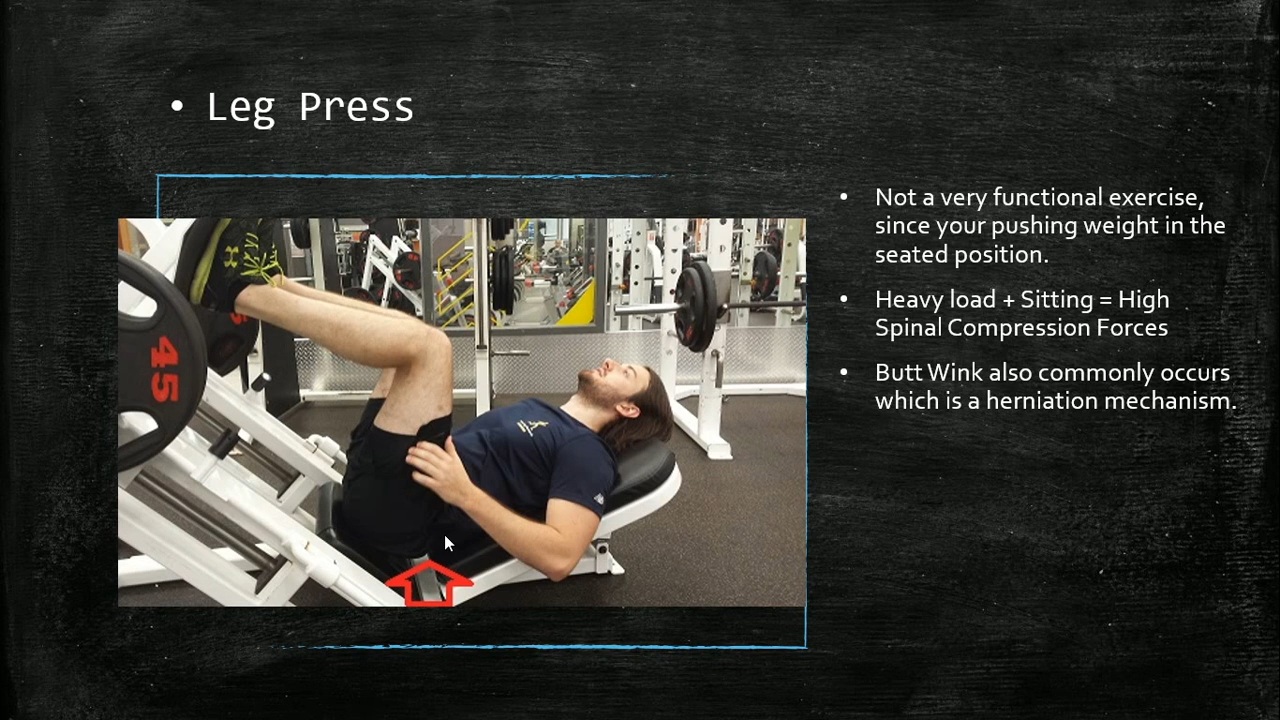 • Leg Press
• Not a very functional exercise,
since your pushing weight in the
seated position.
• Heavy load + Sitting = High
Spinal Compression Forces
• Butt Wink also commonly occurs
which is a herniation mechanism.
45